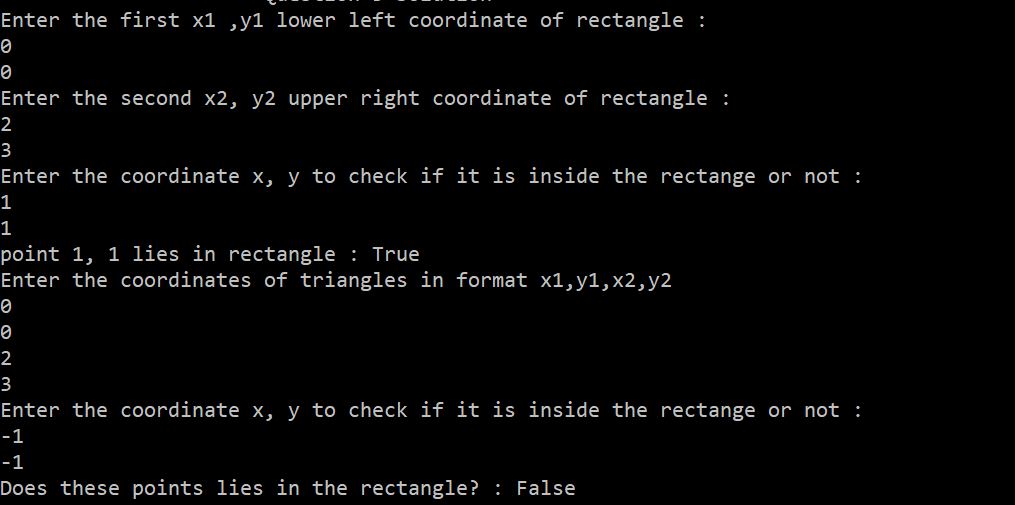 Question 5 solution
Enter the first x1 ,y1 lower left coordinate of rectangle :
0
0
Enter the second x2, y2 upper right coordinate of rectangle :
2
3
Enter the coordinate x, y to check if it is inside the rectange or not :
1
1
point 1, 1 lies in rectangle : True
Enter the coordinates of triangles in format x1,y1,x2,y2
0
0
2
3
Enter the coordinate x, y to check if it is inside the rectange or not :
-1
-1
Does these points lies in the rectangle? : False